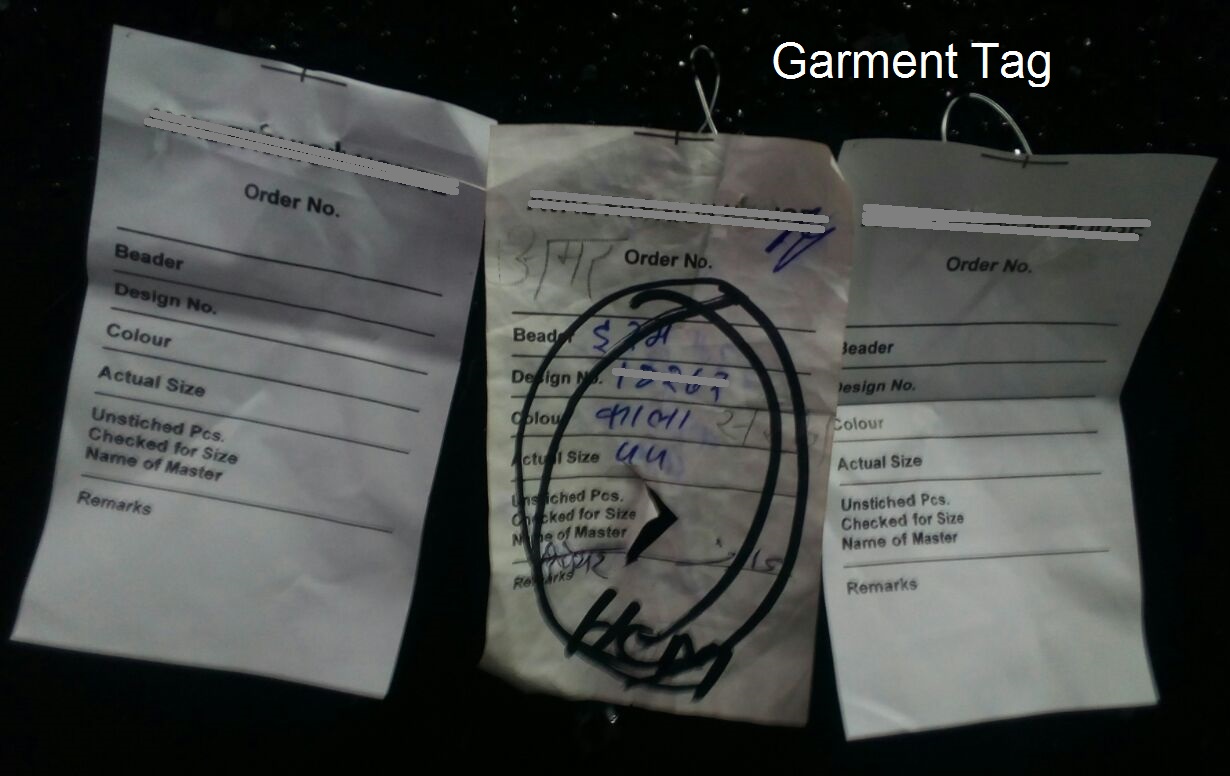 Garment Tag
Order No.
Beader
Design No.
Colour
Actual Size
Unstiched Pcs.
Checked for Size
Name of Master
Remarks
Order No.
Beader
Design No.
Colour काला
Actual Size ५५
Unstiched Pcs.
Checked for Size
Name of Master
Remarks
Order No.
Beader
Design No.
Colour
Actual Size
Unstiched Pcs.
Checked for Size
Name of Master
Remarks